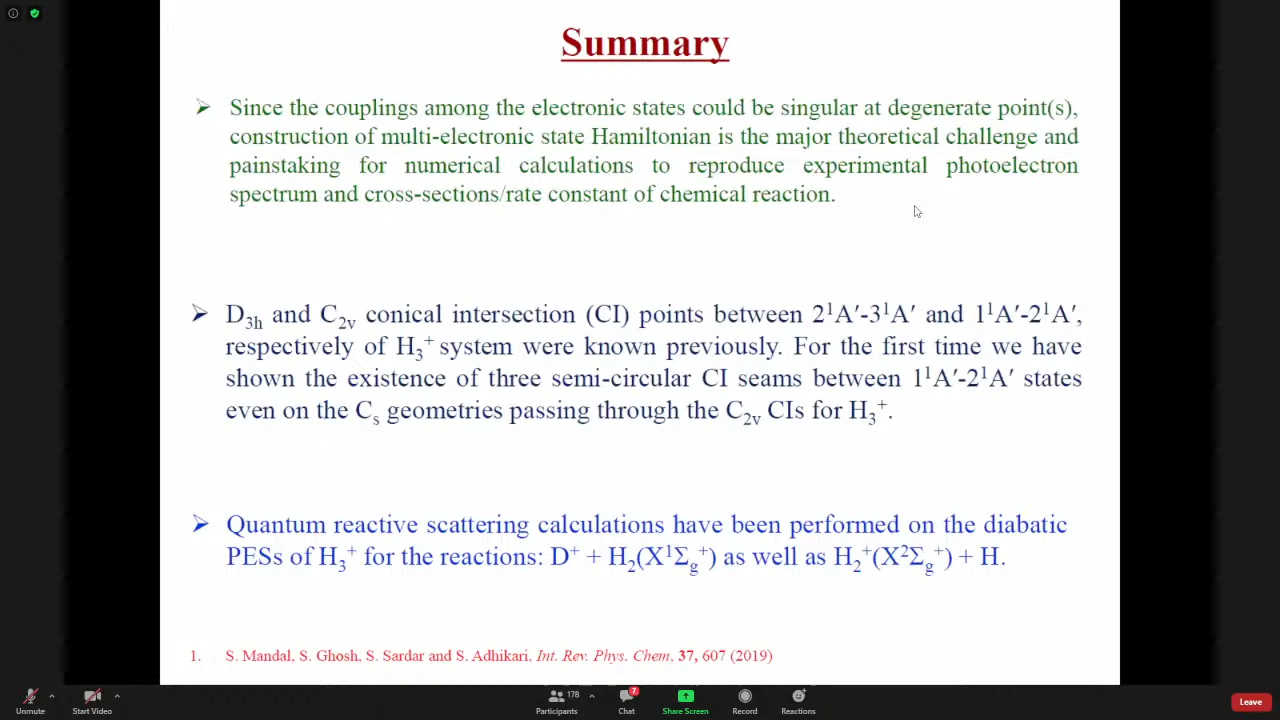 Summary
➢ Since the couplings among the electronic states could be singular at degenerate point(s),
construction of multi-electronic state Hamiltonian is the major theoretical challenge and
painstaking for numerical calculations to reproduce experimental photoelectron
spectrum and cross-sections/rate constant of chemical reaction.
➢ D₃ₕ and C₂ᵥ conical intersection (CI) points between 2¹A′-3¹A′ and 1¹A′-2¹A′,
respectively of H₃⁺ system were known previously. For the first time we have
shown the existence of three semi-circular CI seams between 1¹A′-2¹A′ states
even on the Cₛ geometries passing through the C₂ᵥ CIs for H₃⁺.
➢ Quantum reactive scattering calculations have been performed on the diabatic
PESs of H₃⁺ for the reactions: D⁺ + H₂(X¹Σg⁺) as well as H₂⁺(X²Σg⁺) + H.
1. S. Mandal, S. Ghosh, S. Sardar and S. Adhikari, Int. Rev. Phys. Chem, 37, 607 (2019)
Unmute Start Video Participants 178 Chat 7 Share Screen Record Reactions Leave